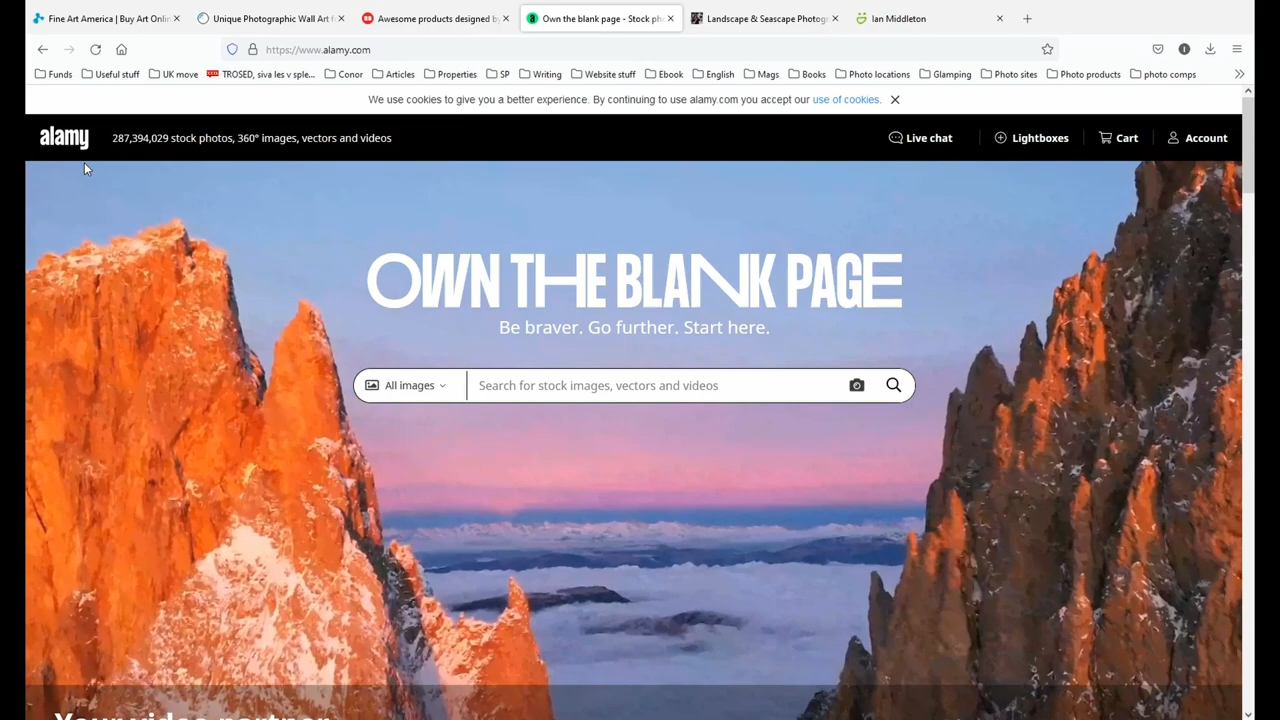 Fine Art America | Buy Art Onlin
Unique Photographic Wall Art f
Awesome products designed by
Own the blank page - Stock ph
Landscape & Seascape Photog
Ian Middleton
https://www.alamy.com
Funds
Useful stuff
UK move
TROSED, siva les v sple...
Conor
Articles
Properties
SP
Writing
Website stuff
Ebook
English
Mags
Books
Photo locations
Glamping
Photo sites
Photo products
photo comps
We use cookies to give you a better experience. By continuing to use alamy.com you accept our use of cookies.
alamy
287,394,029 stock photos, 360° images, vectors and videos
Live chat
Lightboxes
Cart
Account
OWN THE BLANK PAGE
Be braver. Go further. Start here.
All images
Search for stock images, vectors and videos
Your video partner